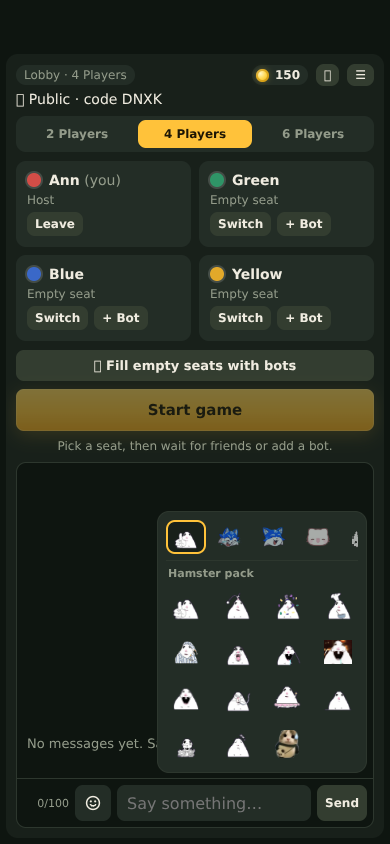 Lobby · 4 Players
150
Public · code DNXK
2 Players
4 Players
6 Players
Ann (you)
Host
Leave
Green
Empty seat
Switch
+ Bot
Blue
Empty seat
Switch
+ Bot
Yellow
Empty seat
Switch
+ Bot
Fill empty seats with bots
Start game
Pick a seat, then wait for friends or add a bot.
Hamster pack
No messages yet.
0/100
Say something...
Send